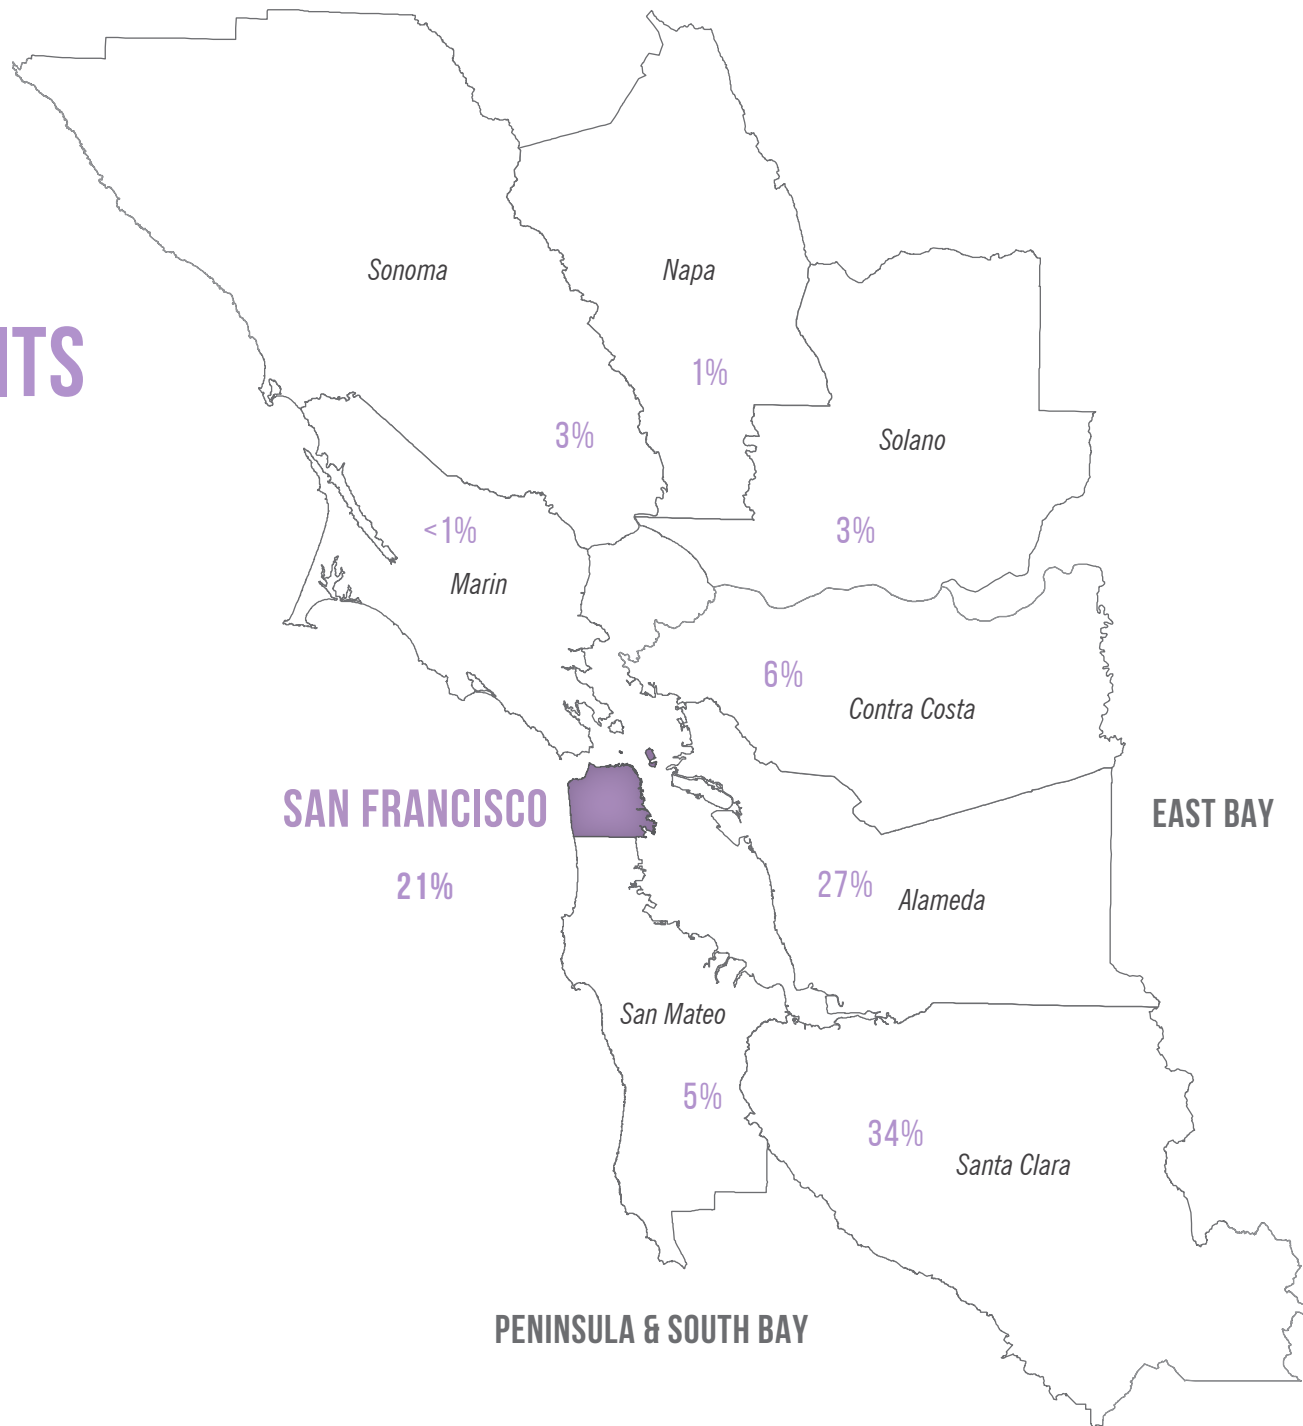 Sonoma
Napa
1%
3%
Solano
<1%
3%
Marin
6%
Contra Costa
SAN FRANCISCO
EAST BAY
21%
27%
Alameda
San Mateo
5%
34%
Santa Clara
PENINSULA & SOUTH BAY